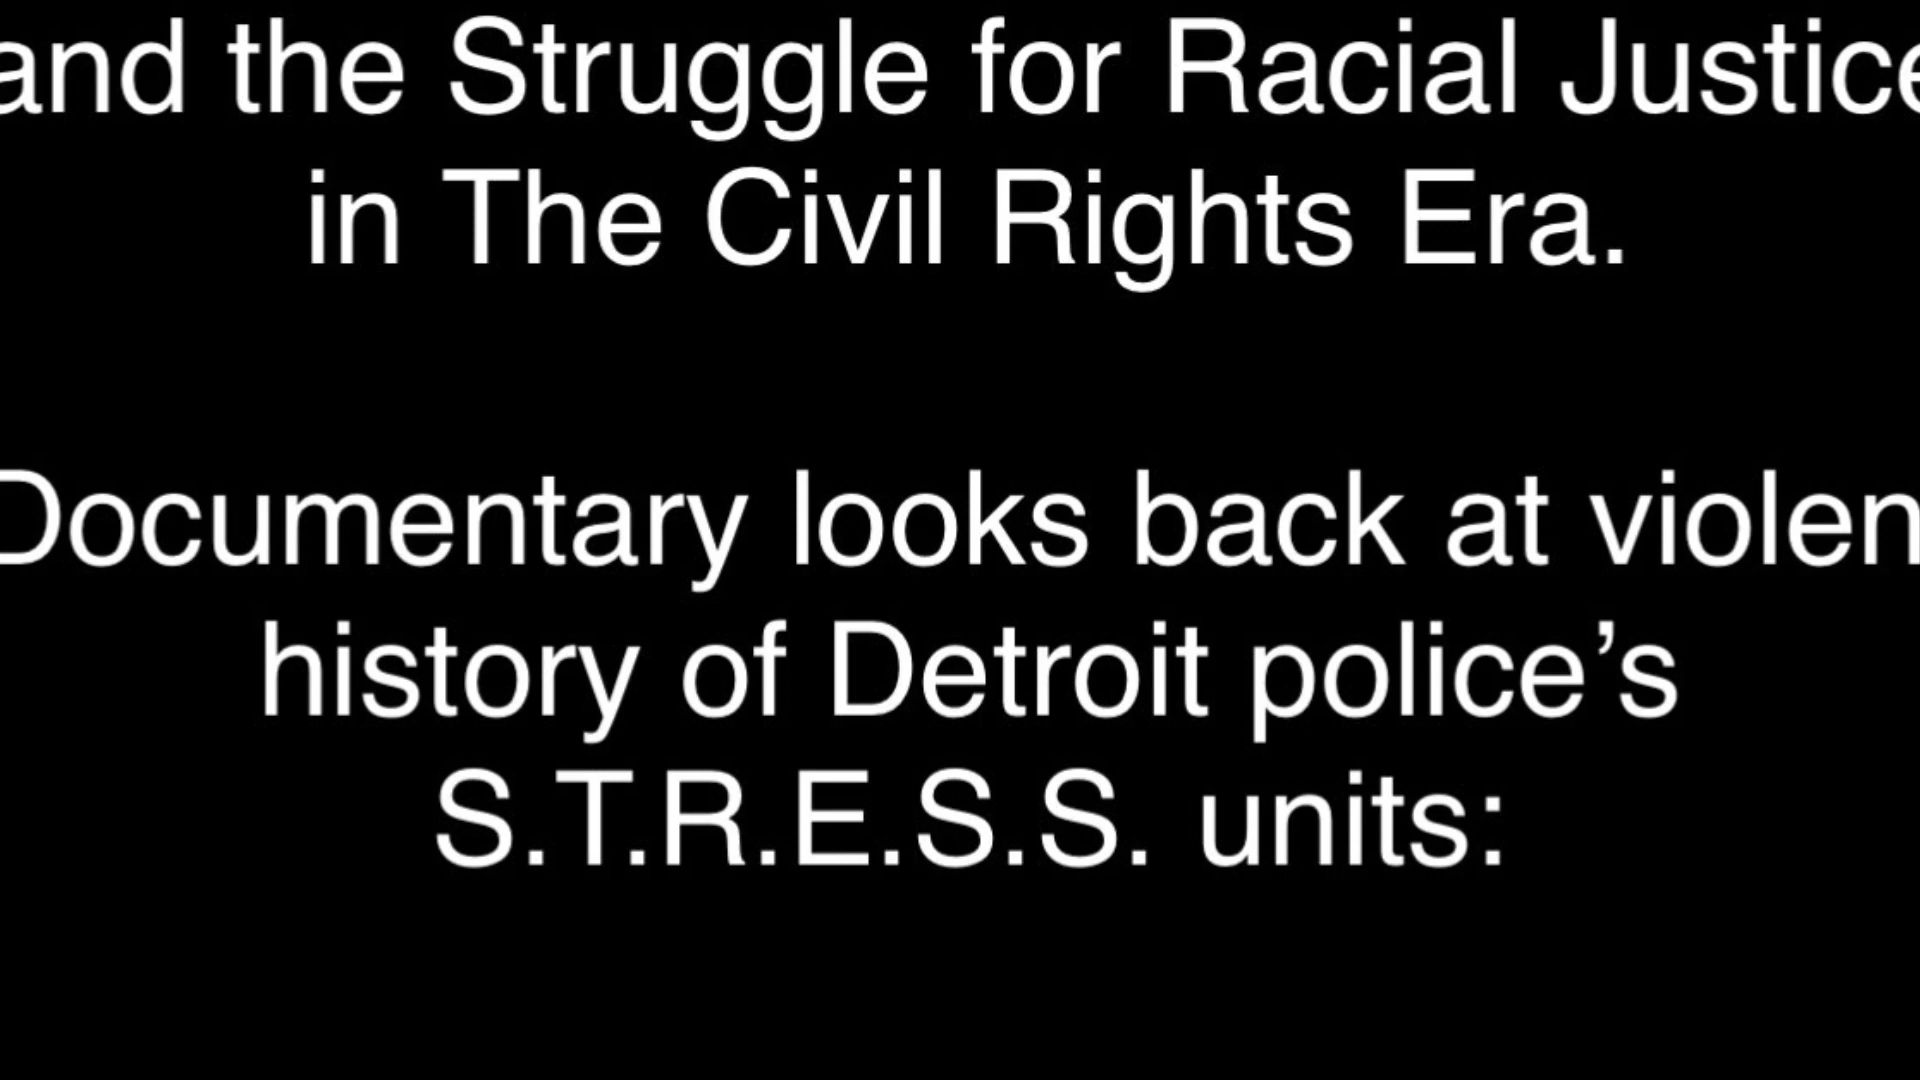 and the Struggle for Racial Justice
in The Civil Rights Era.
Documentary looks back at violen
history of Detroit police’s
S.T.R.E.S.S. units: